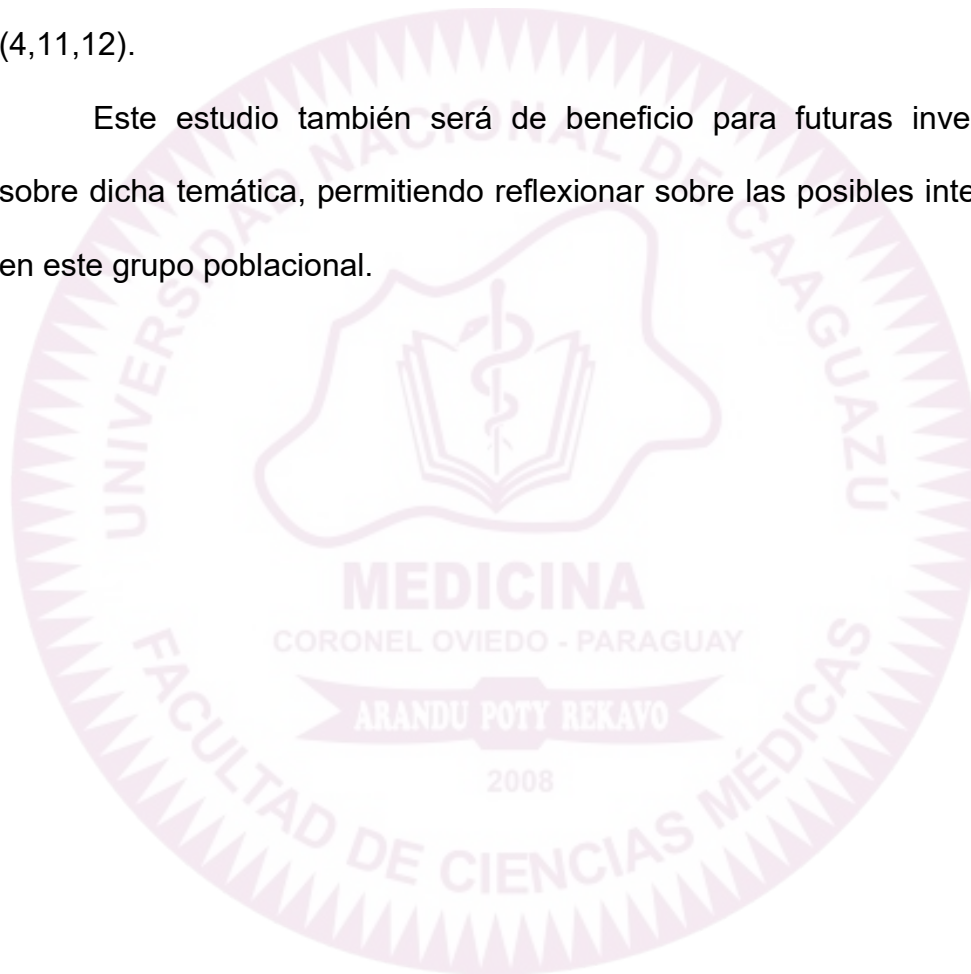 (4,11,12).
Este estudio también será de beneficio para futuras inve
sobre dicha temática, permitiendo reflexionar sobre las posibles inte
en este grupo poblacional.
UNIVERSIDAD NACIONAL DE CAAGUAZÚ
MEDICINA
CORONEL OVIEDO - PARAGUAY
ARANDU POTY REKAVO
2008
FACULTAD DE CIENCIAS MÉDICAS